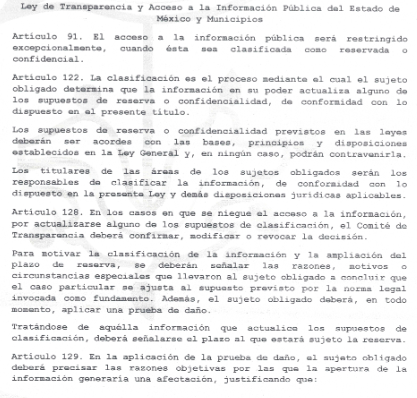 Ley de Transparencia y Acceso a la Información Pública del Estado de
México y Municipios
Artículo 91. El acceso a la información pública será restringido
excepcionalmente, cuando ésta sea clasificada como reservada o
confidencial.
Artículo 122. La clasificación es el proceso mediante el cual el sujeto
obligado determina que la información en su poder actualiza alguno de
los supuestos de reserva o confidencialidad, de conformidad con lo
dispuesto en el presente título.
Los supuestos de reserva o confidencialidad previstos en las leyes
deberán ser acordes con las bases, principios y disposiciones
establecidos en la Ley General y, en ningún caso, podrán contravenirla.
Los titulares de las áreas de los sujetos obligados serán los
responsables de clasificar la información, de conformidad con lo
dispuesto en la presente Ley y demás disposiciones jurídicas aplicables.
Artículo 128. En los casos en que se niegue el acceso a la información,
por actualizarse alguno de los supuestos de clasificación, el Comité de
Transparencia deberá confirmar, modificar o revocar la decisión.
Para motivar la clasificación de la información y la ampliación del
plazo de reserva, se deberán señalar las razones, motivos o
circunstancias especiales que llevaron al sujeto obligado a concluir que
el caso particular se ajusta al supuesto previsto por la norma legal
invocada como fundamento. Además, el sujeto obligado deberá, en todo
momento, aplicar una prueba de daño.
Tratándose de aquélla información que actualice los supuestos de
clasificación, deberá señalarse el plazo al que estará sujeto la reserva.
Artículo 129. En la aplicación de la prueba de daño, el sujeto obligado
deberá precisar las razones objetivas por las que la apertura de la
información generaría una afectación, justificando que: